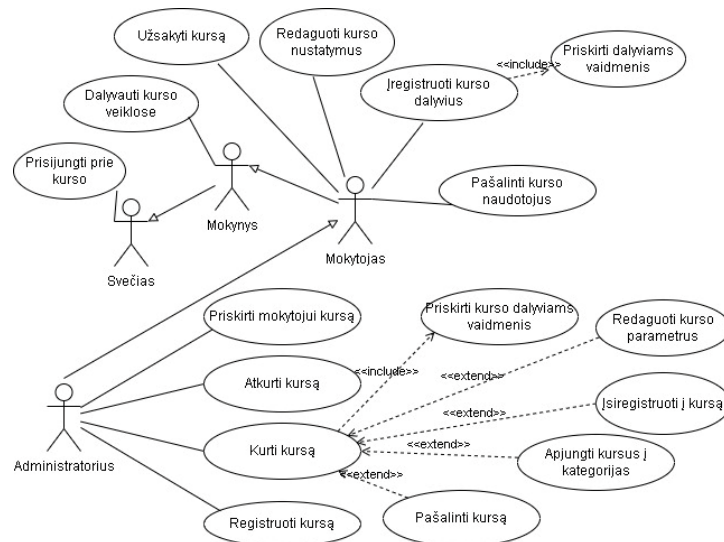 Užsakyti kursą
Redaguoti kurso
nustatymus
Priskirti dalyviams
vaidmenis
<<include>>
Įregistruoti kurso
dalyvius
Dalyvauti kurso
veiklose
Prisijungti prie
kurso
Pašalinti kurso
naudotojus
Mokynys
Mokytojas
Svečias
Priskirti mokytojui kursą
Priskirti kurso dalyviams
vaidmenis
Redaguoti kurso
parametrus
Atkurti kursą
<<include>>
<<extend>>
Įsiregistruoti į kursą
Administratorius
Kurti kursą
<<extend>>
<<extend>>
Apjungti kursus į
kategorijas
<<extend>>
Registruoti kursą
Pašalinti kursą